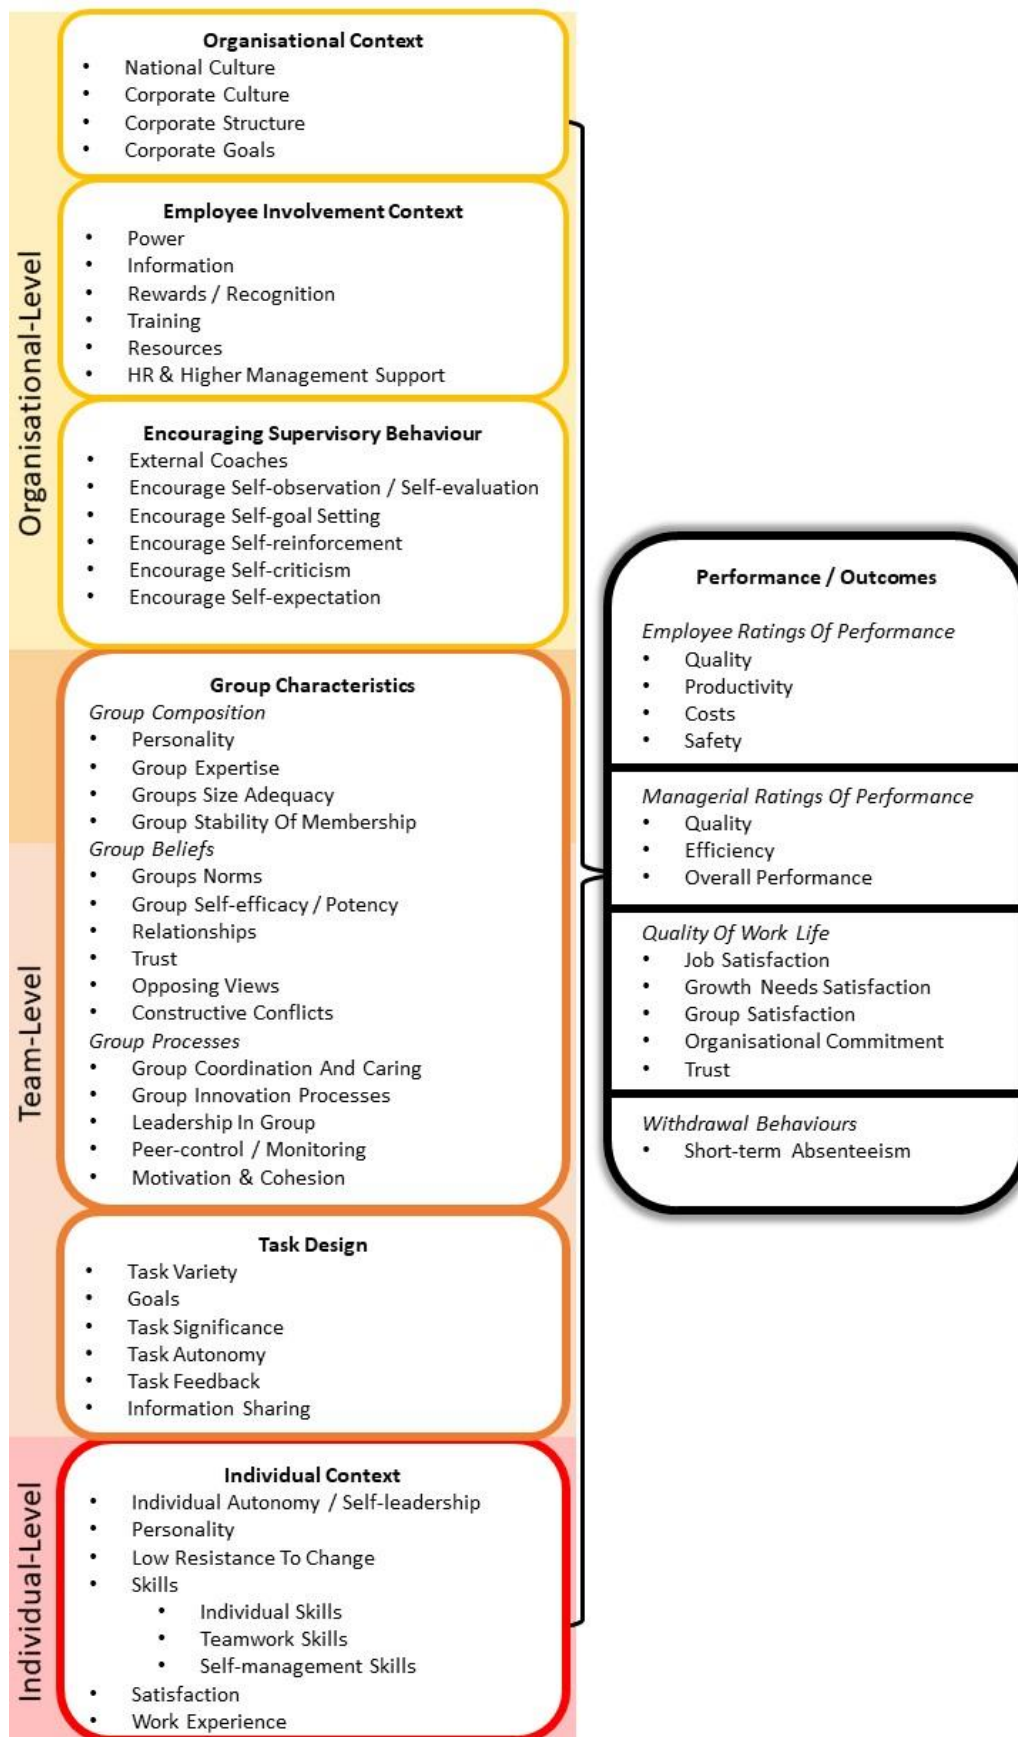 Organisational-Level
Organisational Context
• National Culture
• Corporate Culture
• Corporate Structure
• Corporate Goals
Employee Involvement Context
• Power
• Information
• Rewards / Recognition
• Training
• Resources
• HR & Higher Management Support
Encouraging Supervisory Behaviour
• External Coaches
• Encourage Self-observation / Self-evaluation
• Encourage Self-goal Setting
• Encourage Self-reinforcement
• Encourage Self-criticism
• Encourage Self-expectation
Team-Level
Group Characteristics
Group Composition
• Personality
• Group Expertise
• Groups Size Adequacy
• Group Stability Of Membership
Group Beliefs
• Groups Norms
• Group Self-efficacy / Potency
• Relationships
• Trust
• Opposing Views
• Constructive Conflicts
Group Processes
• Group Coordination And Caring
• Group Innovation Processes
• Leadership In Group
• Peer-control / Monitoring
• Motivation & Cohesion
Task Design
• Task Variety
• Goals
• Task Significance
• Task Autonomy
• Task Feedback
• Information Sharing
Individual-Level
Individual Context
• Individual Autonomy / Self-leadership
• Personality
• Low Resistance To Change
• Skills
• Individual Skills
• Teamwork Skills
• Self-management Skills
• Satisfaction
• Work Experience
Performance / Outcomes
Employee Ratings Of Performance
• Quality
• Productivity
• Costs
• Safety
Managerial Ratings Of Performance
• Quality
• Efficiency
• Overall Performance
Quality Of Work Life
• Job Satisfaction
• Growth Needs Satisfaction
• Group Satisfaction
• Organisational Commitment
• Trust
Withdrawal Behaviours
• Short-term Absenteeism